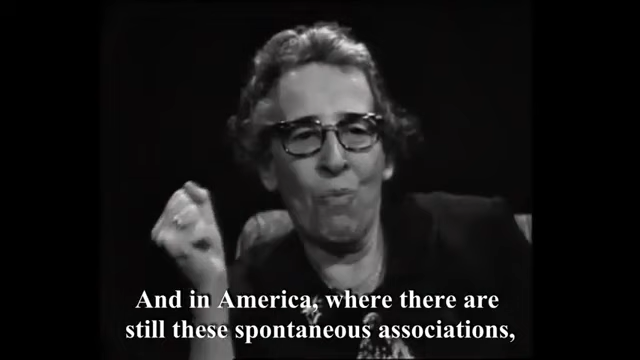 And in America, where there are
still these spontaneous associations,